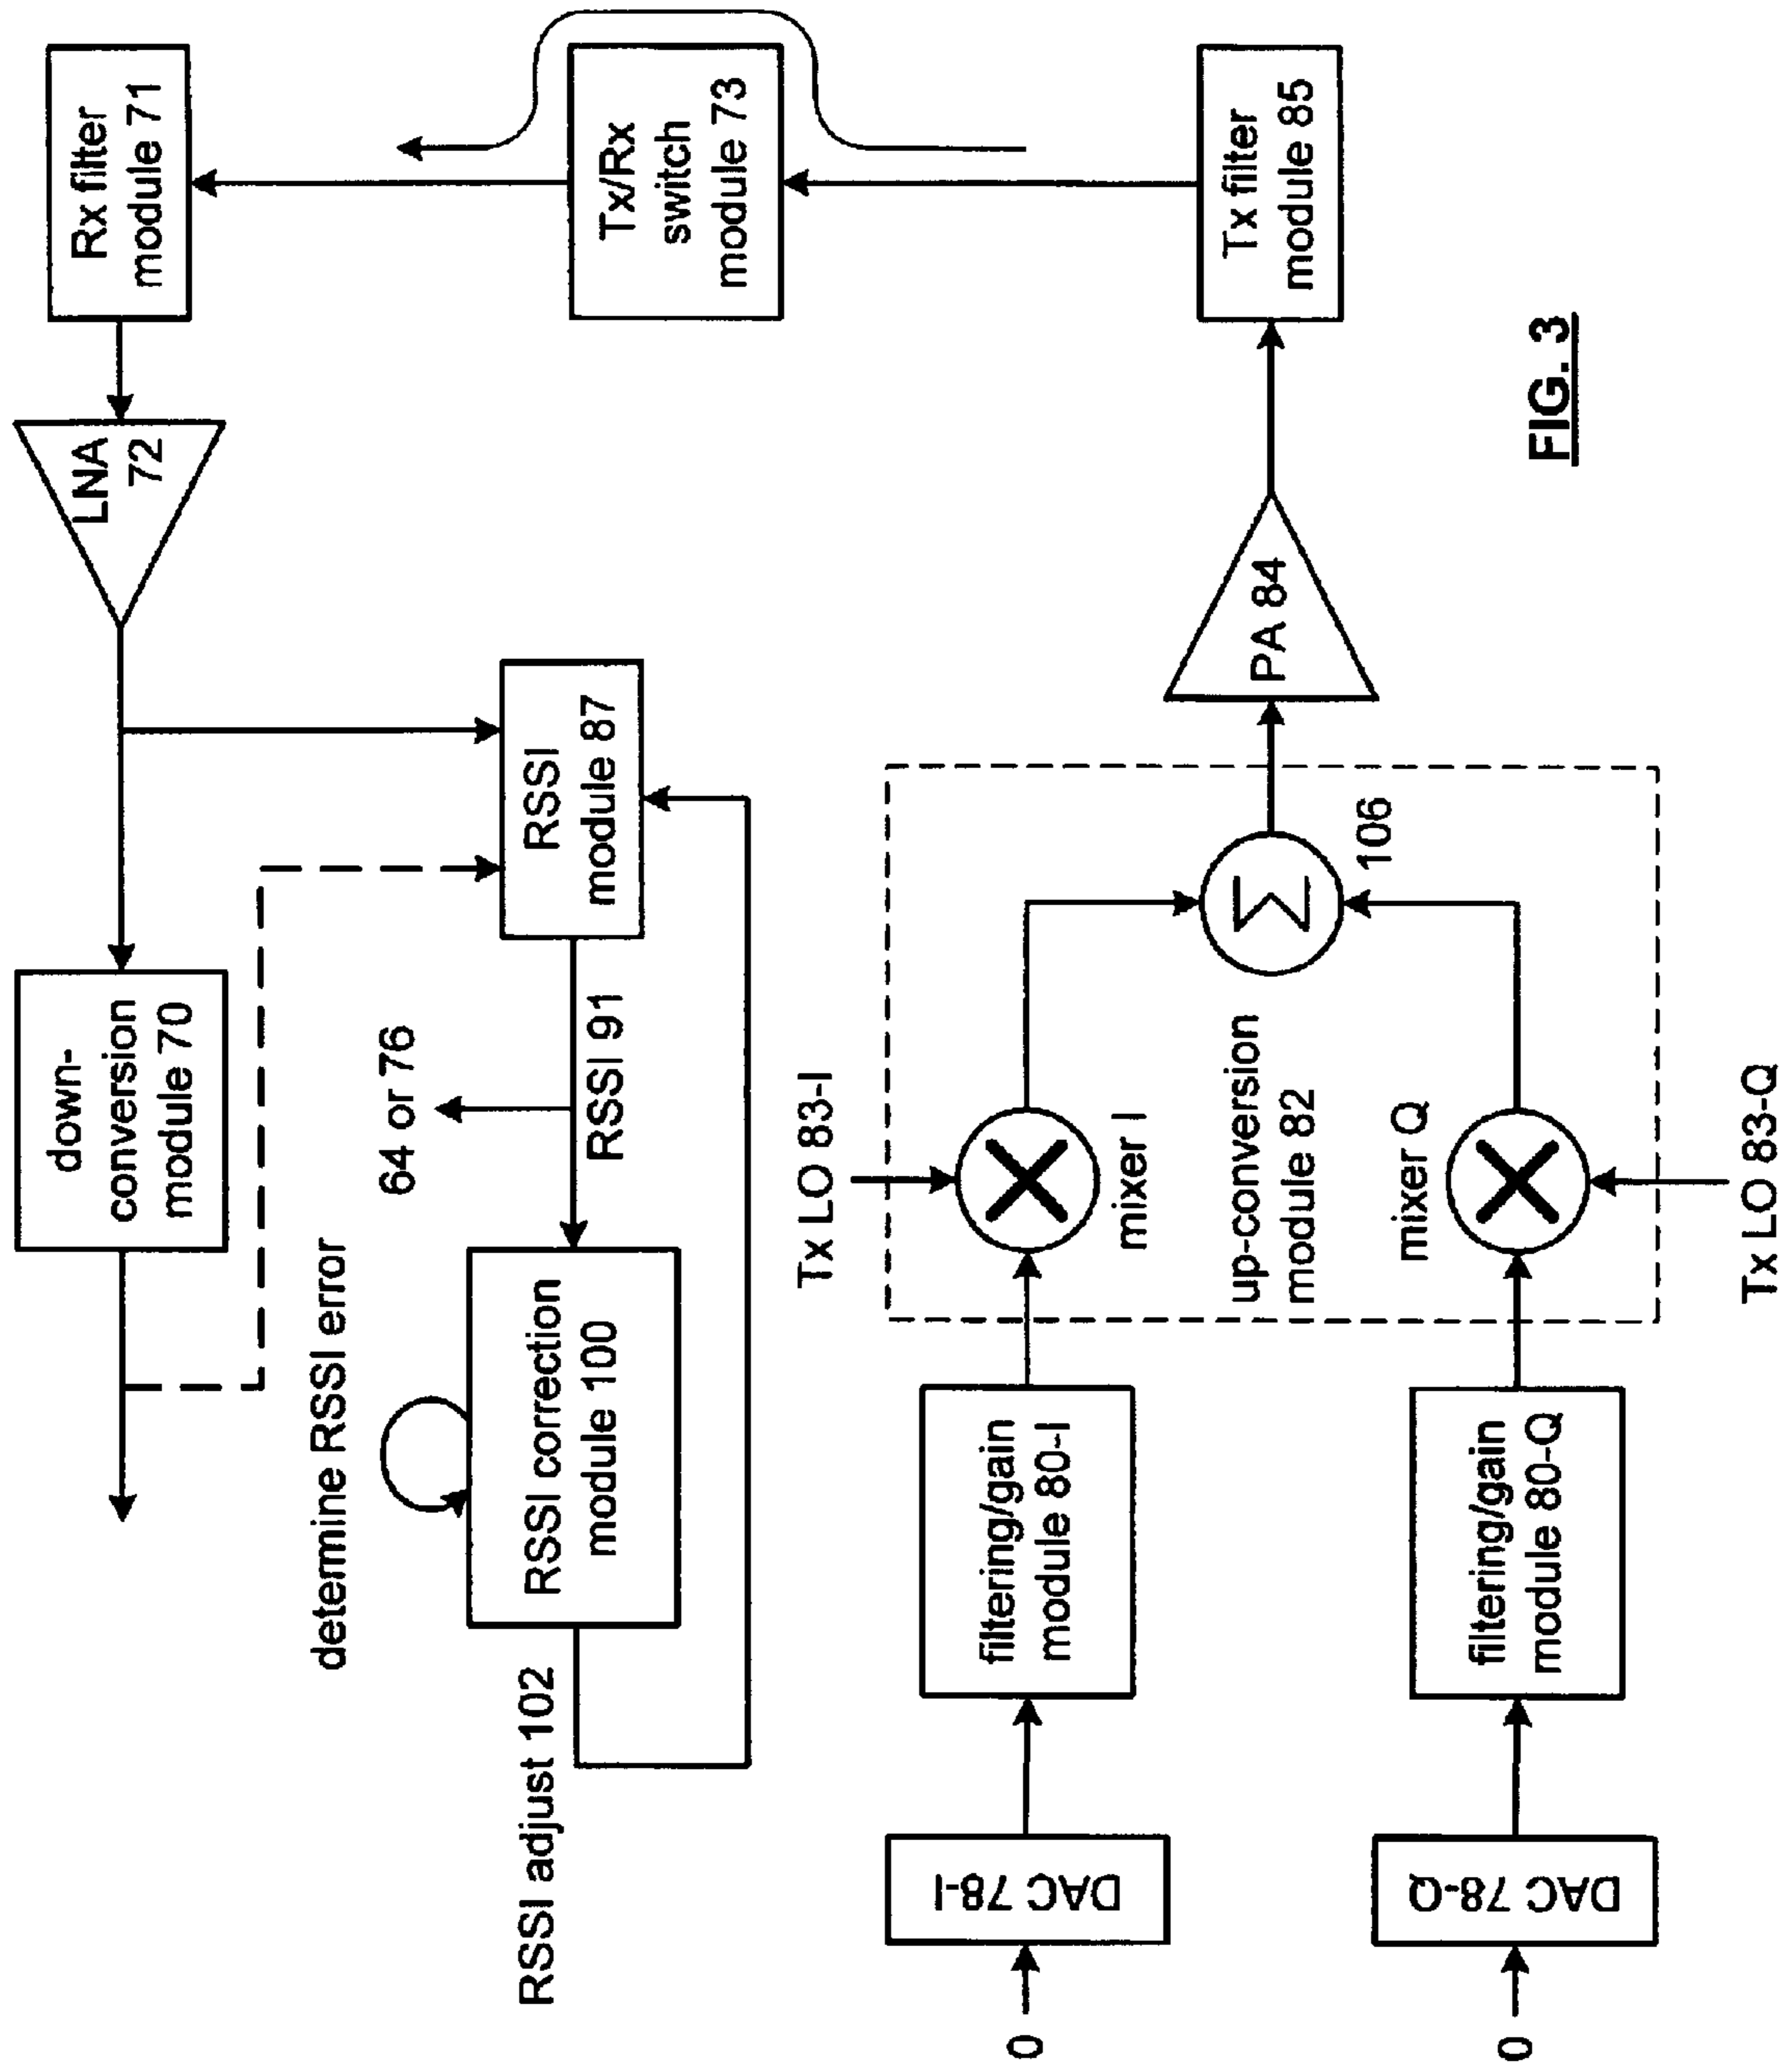 down-
conversion
module 70
LNA
72
Rx filter
module 71
determine RSSI error
64 or 76
RSSI
module 87
Tx/Rx
switch
module 73
RSSI adjust 102
RSSI correction
module 100
RSSI 91
Tx LO 83-I
0
DAC 78-I
filtering/gain
module 80-I
mixer I
up-conversion
module 82
Σ
106
PA 84
Tx filter
module 85
mixer Q
0
DAC 78-Q
filtering/gain
module 80-Q
Tx LO 83-Q
FIG. 3